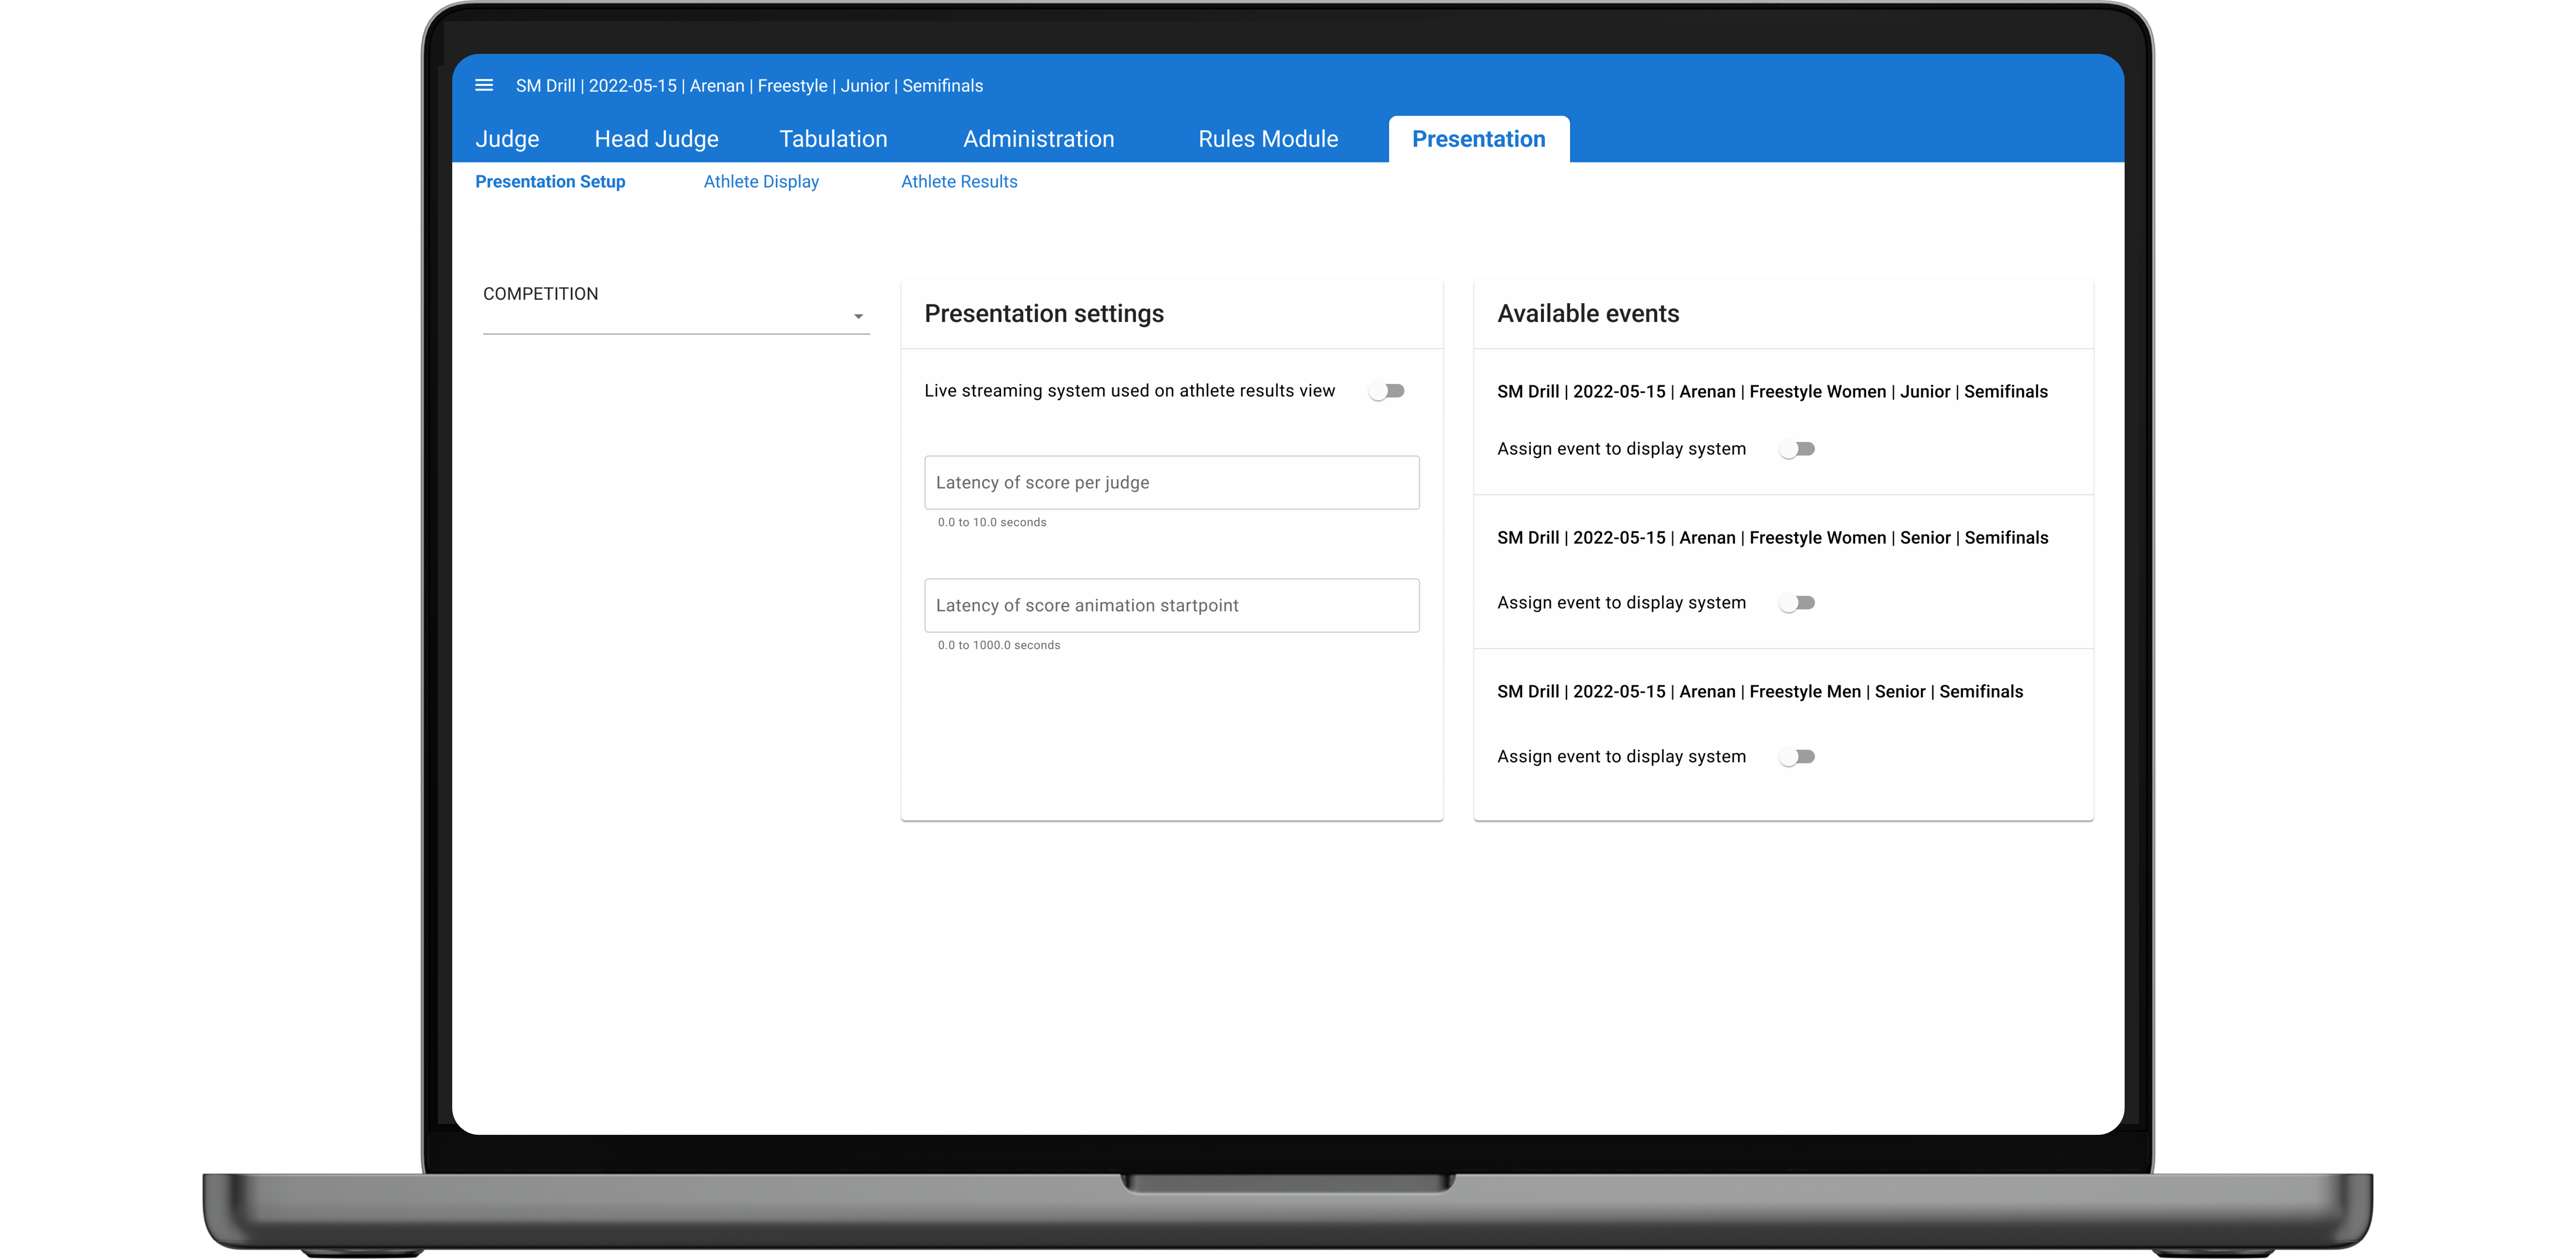 SM Drill | 2022-05-15 | Arenan | Freestyle | Junior | Semifinals
Judge Head Judge Tabulation Administration Rules Module Presentation
Presentation Setup Athlete Display Athlete Results
COMPETITION
Presentation settings
Live streaming system used on athlete results view
Latency of score per judge
0.0 to 10.0 seconds
Latency of score animation startpoint
0.0 to 1000.0 seconds
Available events
SM Drill | 2022-05-15 | Arenan | Freestyle Women | Junior | Semifinals
Assign event to display system
SM Drill | 2022-05-15 | Arenan | Freestyle Women | Senior | Semifinals
Assign event to display system
SM Drill | 2022-05-15 | Arenan | Freestyle Men | Senior | Semifinals
Assign event to display system